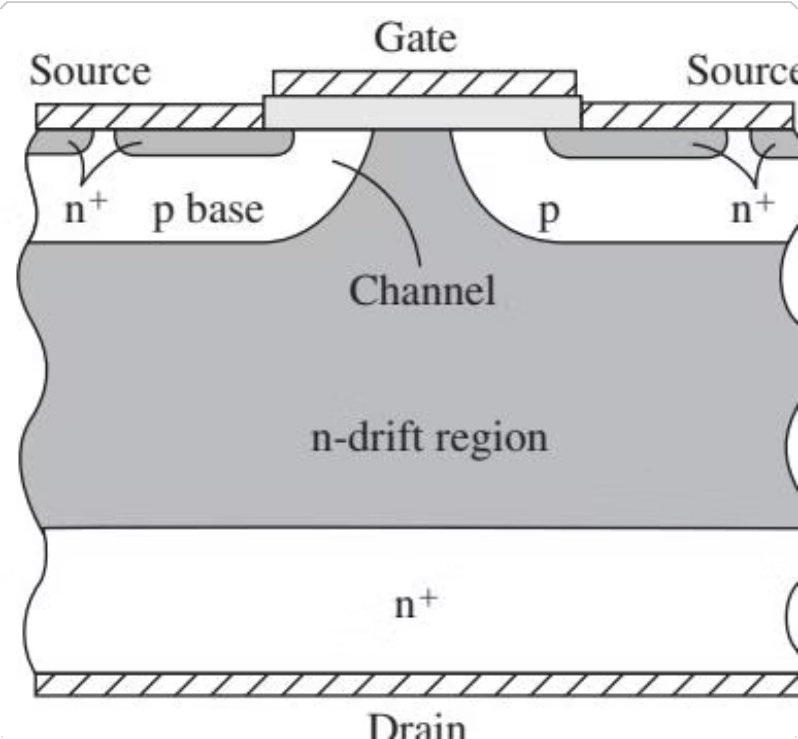 Gate
Source
Source
n+
p base
p
n+
Channel
n-drift region
n+
Drain